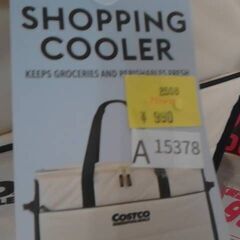 SHOPPING
COOLER
KEEPS GROCERIES AND PERISHABLES FRESH
¥ 990
A 15378
COSTCO